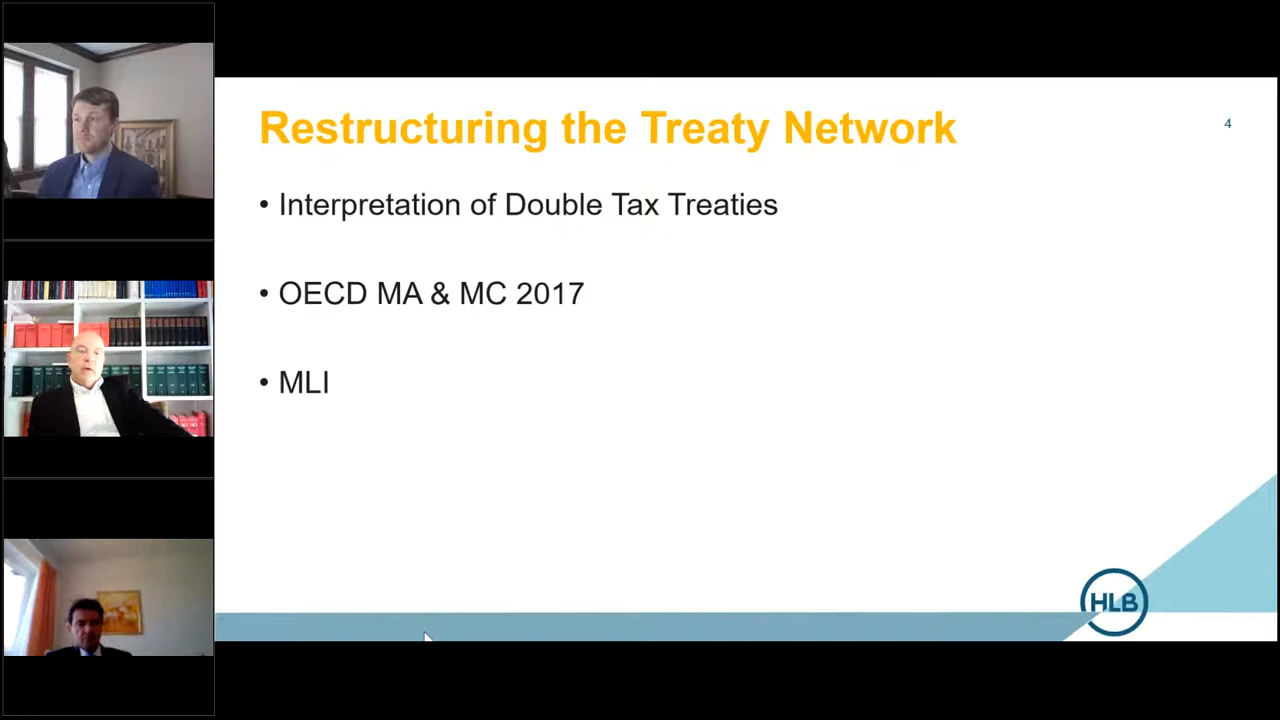 Restructuring the Treaty Network
4
• Interpretation of Double Tax Treaties
• OECD MA & MC 2017
• MLI
HLB